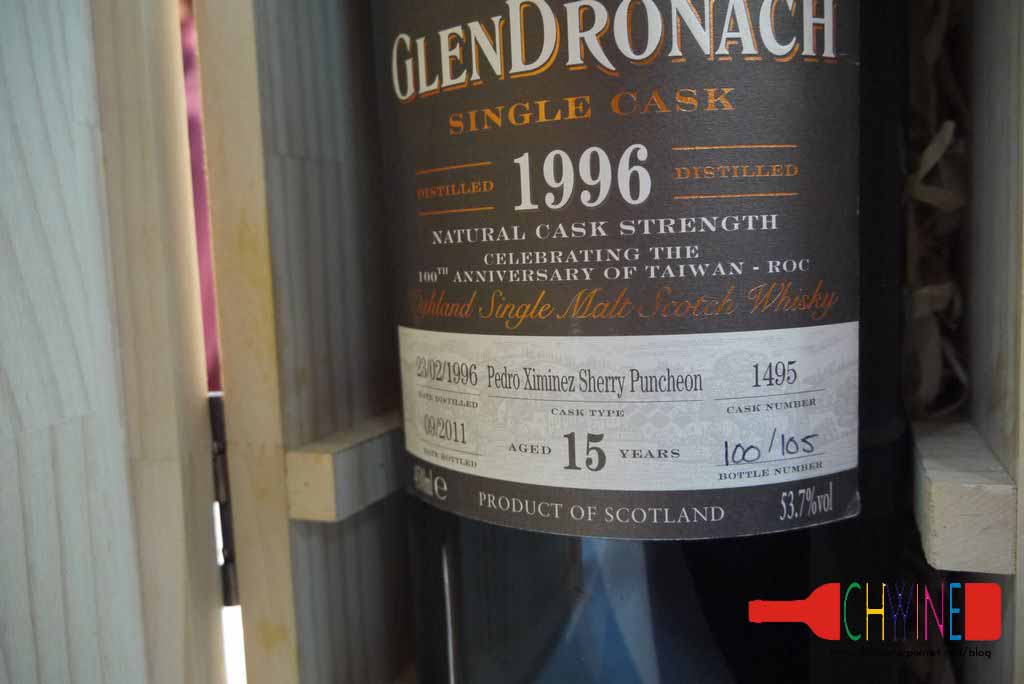 GLENDRONACH
SINGLE CASK
DISTILLED 1996 DISTILLED
NATURAL CASK STRENGTH
CELEBRATING THE
100TH ANNIVERSARY OF TAIWAN - ROC
Highland Single Malt Scotch Whisky
23/02/1996 Pedro Ximinez Sherry Puncheon 1495
DATE DISTILLED CASK TYPE CASK NUMBER
09/2011 AGED 15 YEARS 100/105
DATE BOTTLED BOTTLE NUMBER
e PRODUCT OF SCOTLAND 53.7%vol
CHWINE